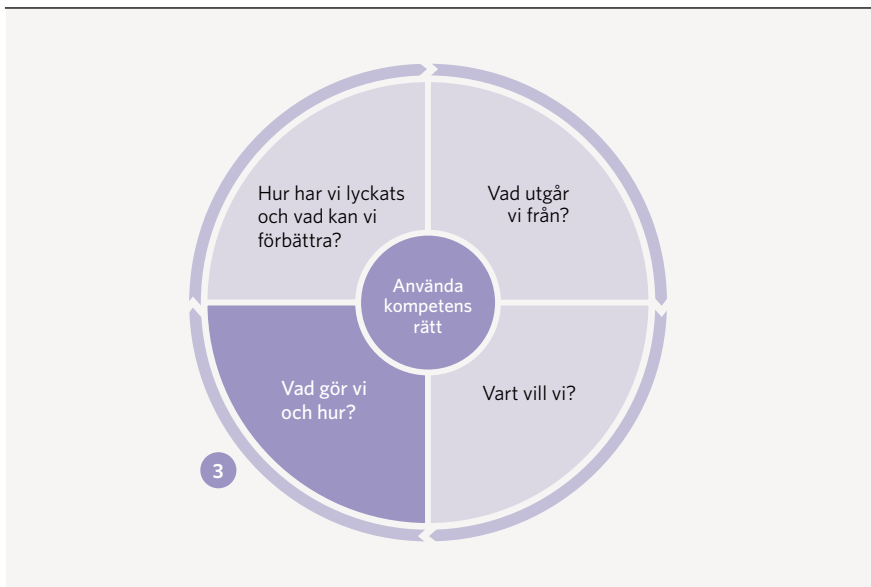 Hur har vi lyckats
och vad kan vi
förbättra?
Vad utgår
vi från?
Använda
kompetens
rätt
Vad gör vi
och hur?
Vart vill vi?
3